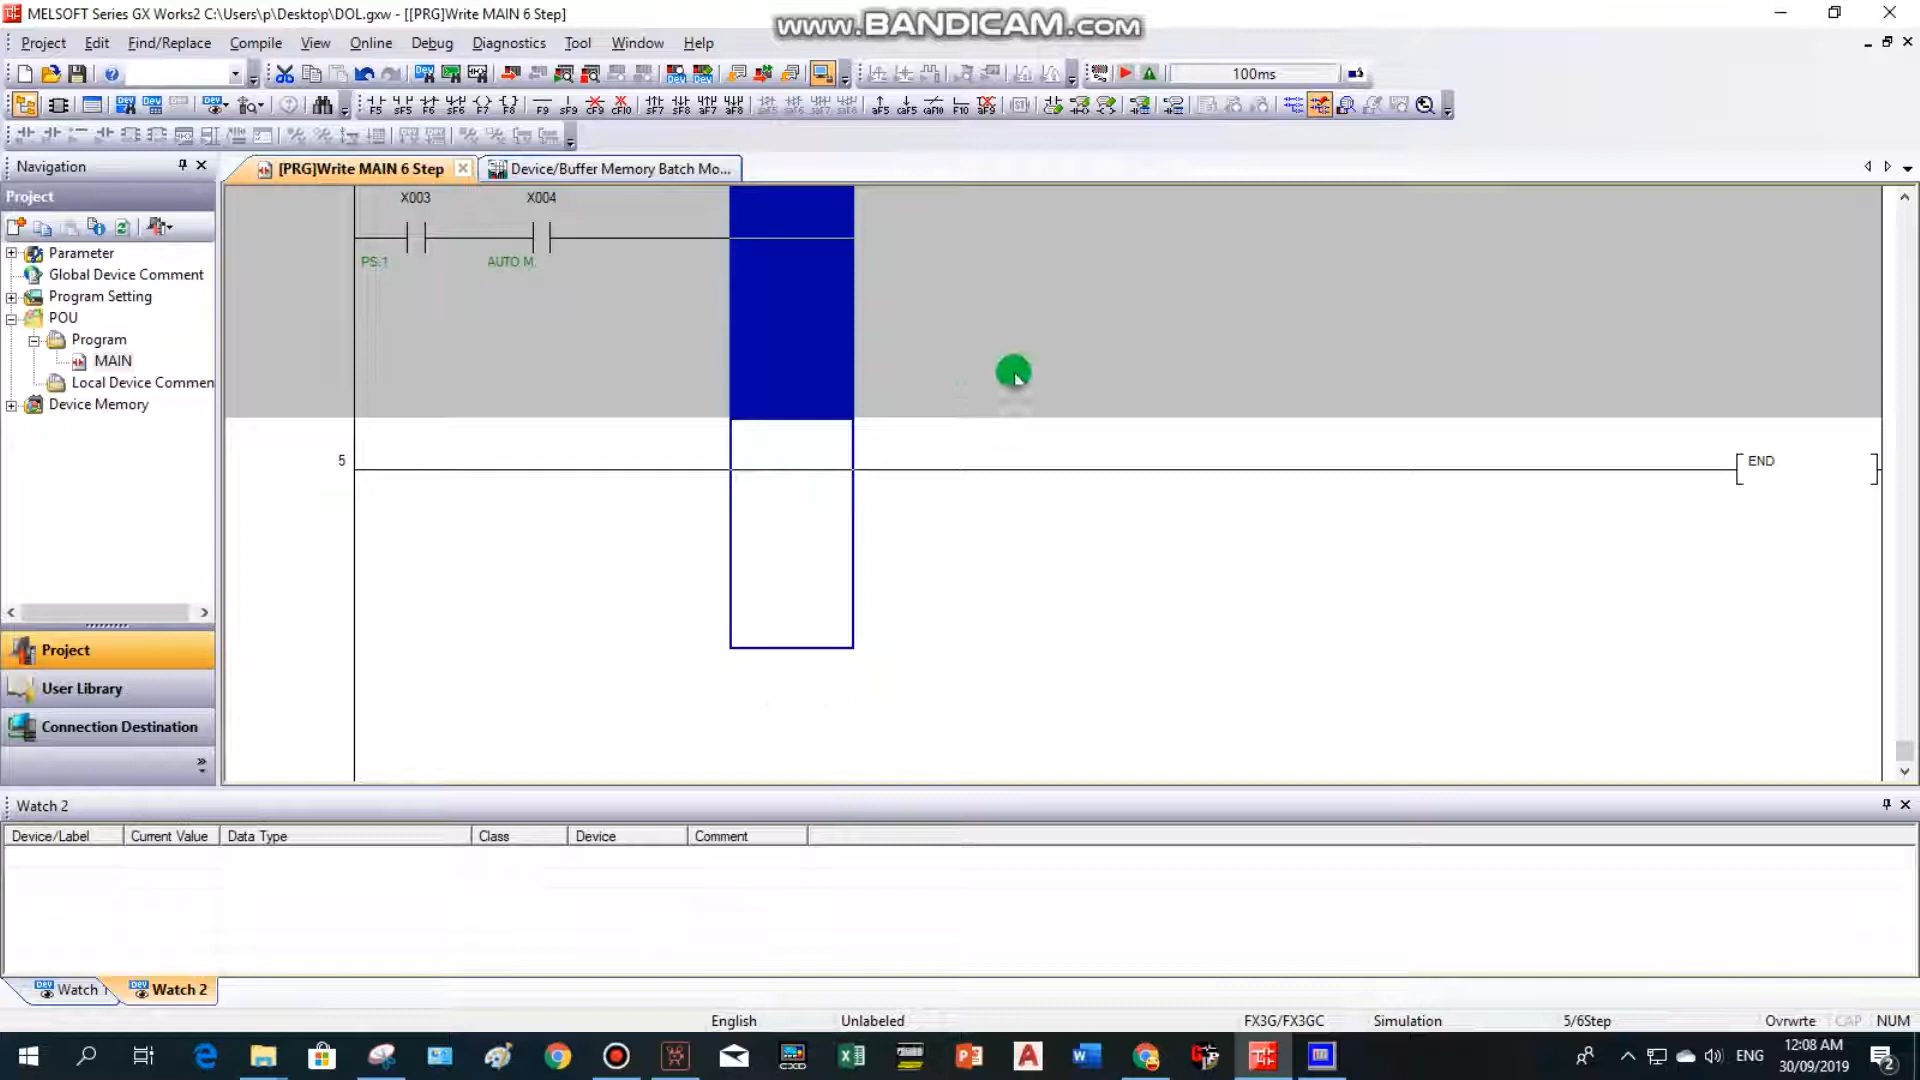 MELSOFT Series GX Works2 C:\Users\p\Desktop\DOL.gxw - [[PRG]Write MAIN 6 Step]
www.BANDICAM.com
Project Edit Find/Replace Compile View Online Debug Diagnostics Tool Window Help
100ms
Navigation
[PRG]Write MAIN 6 Step
Device/Buffer Memory Batch Mo...
Project
X003 X004
PS.1 AUTO M.
Parameter
Global Device Comment
Program Setting
POU
Program
MAIN
Local Device Commen
Device Memory
5
END
Project
User Library
Connection Destination
Watch 2
Device/Label Current Value Data Type Class Device Comment
Watch 1
Watch 2
English Unlabeled FX3G/FX3GC Simulation 5/6Step Ovrwrte CAP NUM
ENG
12:08 AM
30/09/2019
2